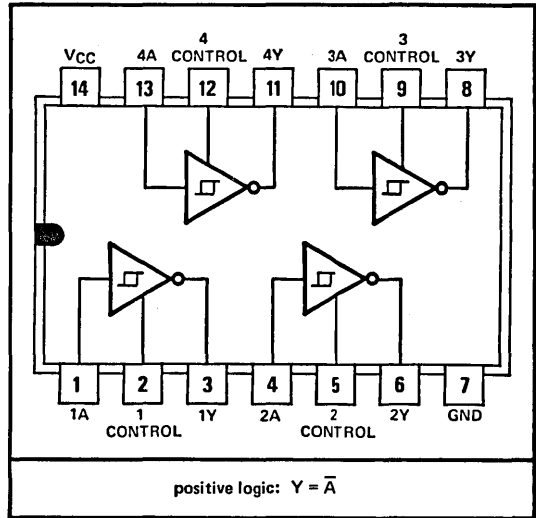 4 3
VCC 4A CONTROL 4Y 3A CONTROL 3Y
14 13 12 11 10 9 8
1 2 3 4 5 6 7
1A 1 1Y 2A 2 2Y GND
CONTROL CONTROL
positive logic: Y = A̅